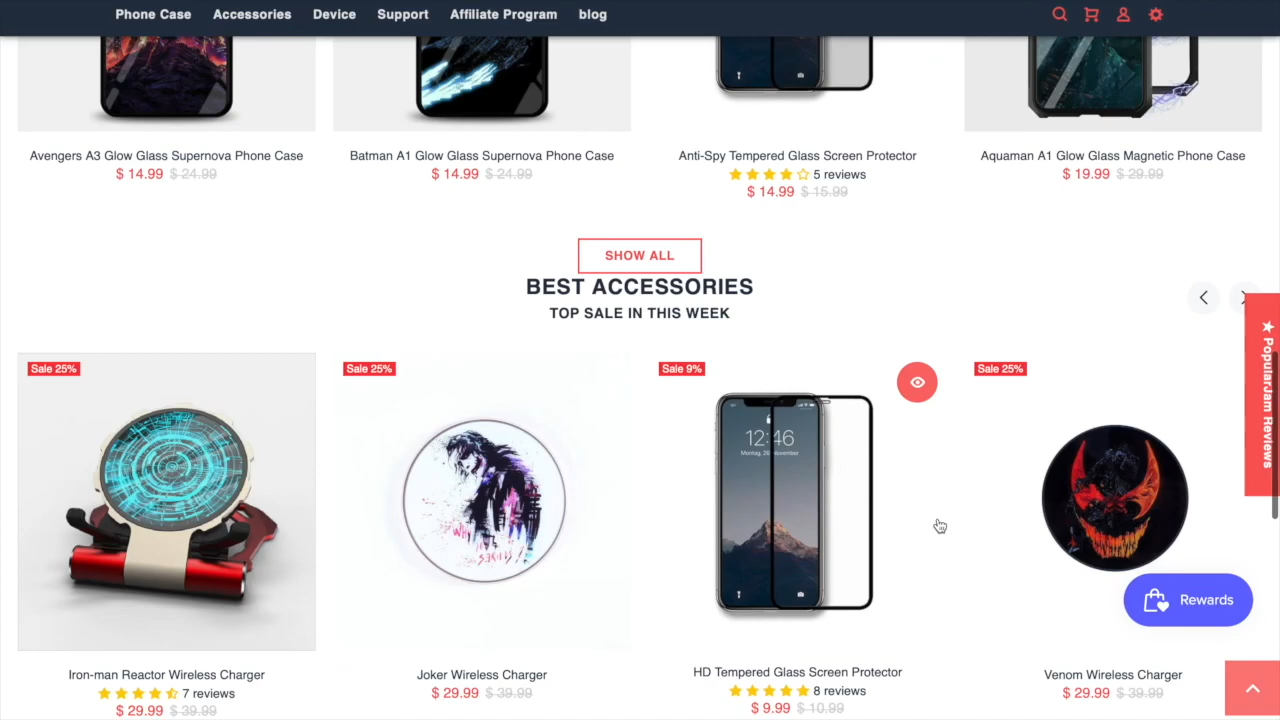 Phone Case Accessories Device Support Affiliate Program blog
Avengers A3 Glow Glass Supernova Phone Case
$ 14.99 $ 24.99
Batman A1 Glow Glass Supernova Phone Case
$ 14.99 $ 24.99
Anti-Spy Tempered Glass Screen Protector
5 reviews
$ 14.99 $ 15.99
Aquaman A1 Glow Glass Magnetic Phone Case
$ 19.99 $ 29.99
SHOW ALL
BEST ACCESSORIES
TOP SALE IN THIS WEEK
★ PopularJam Reviews
Sale 25%
Sale 25%
Sale 9%
Sale 25%
12:46
Rewards
Iron-man Reactor Wireless Charger
7 reviews
$ 29.99 $ 39.99
Joker Wireless Charger
$ 29.99 $ 39.99
HD Tempered Glass Screen Protector
8 reviews
$ 9.99 $ 10.99
Venom Wireless Charger
$ 29.99 $ 39.99